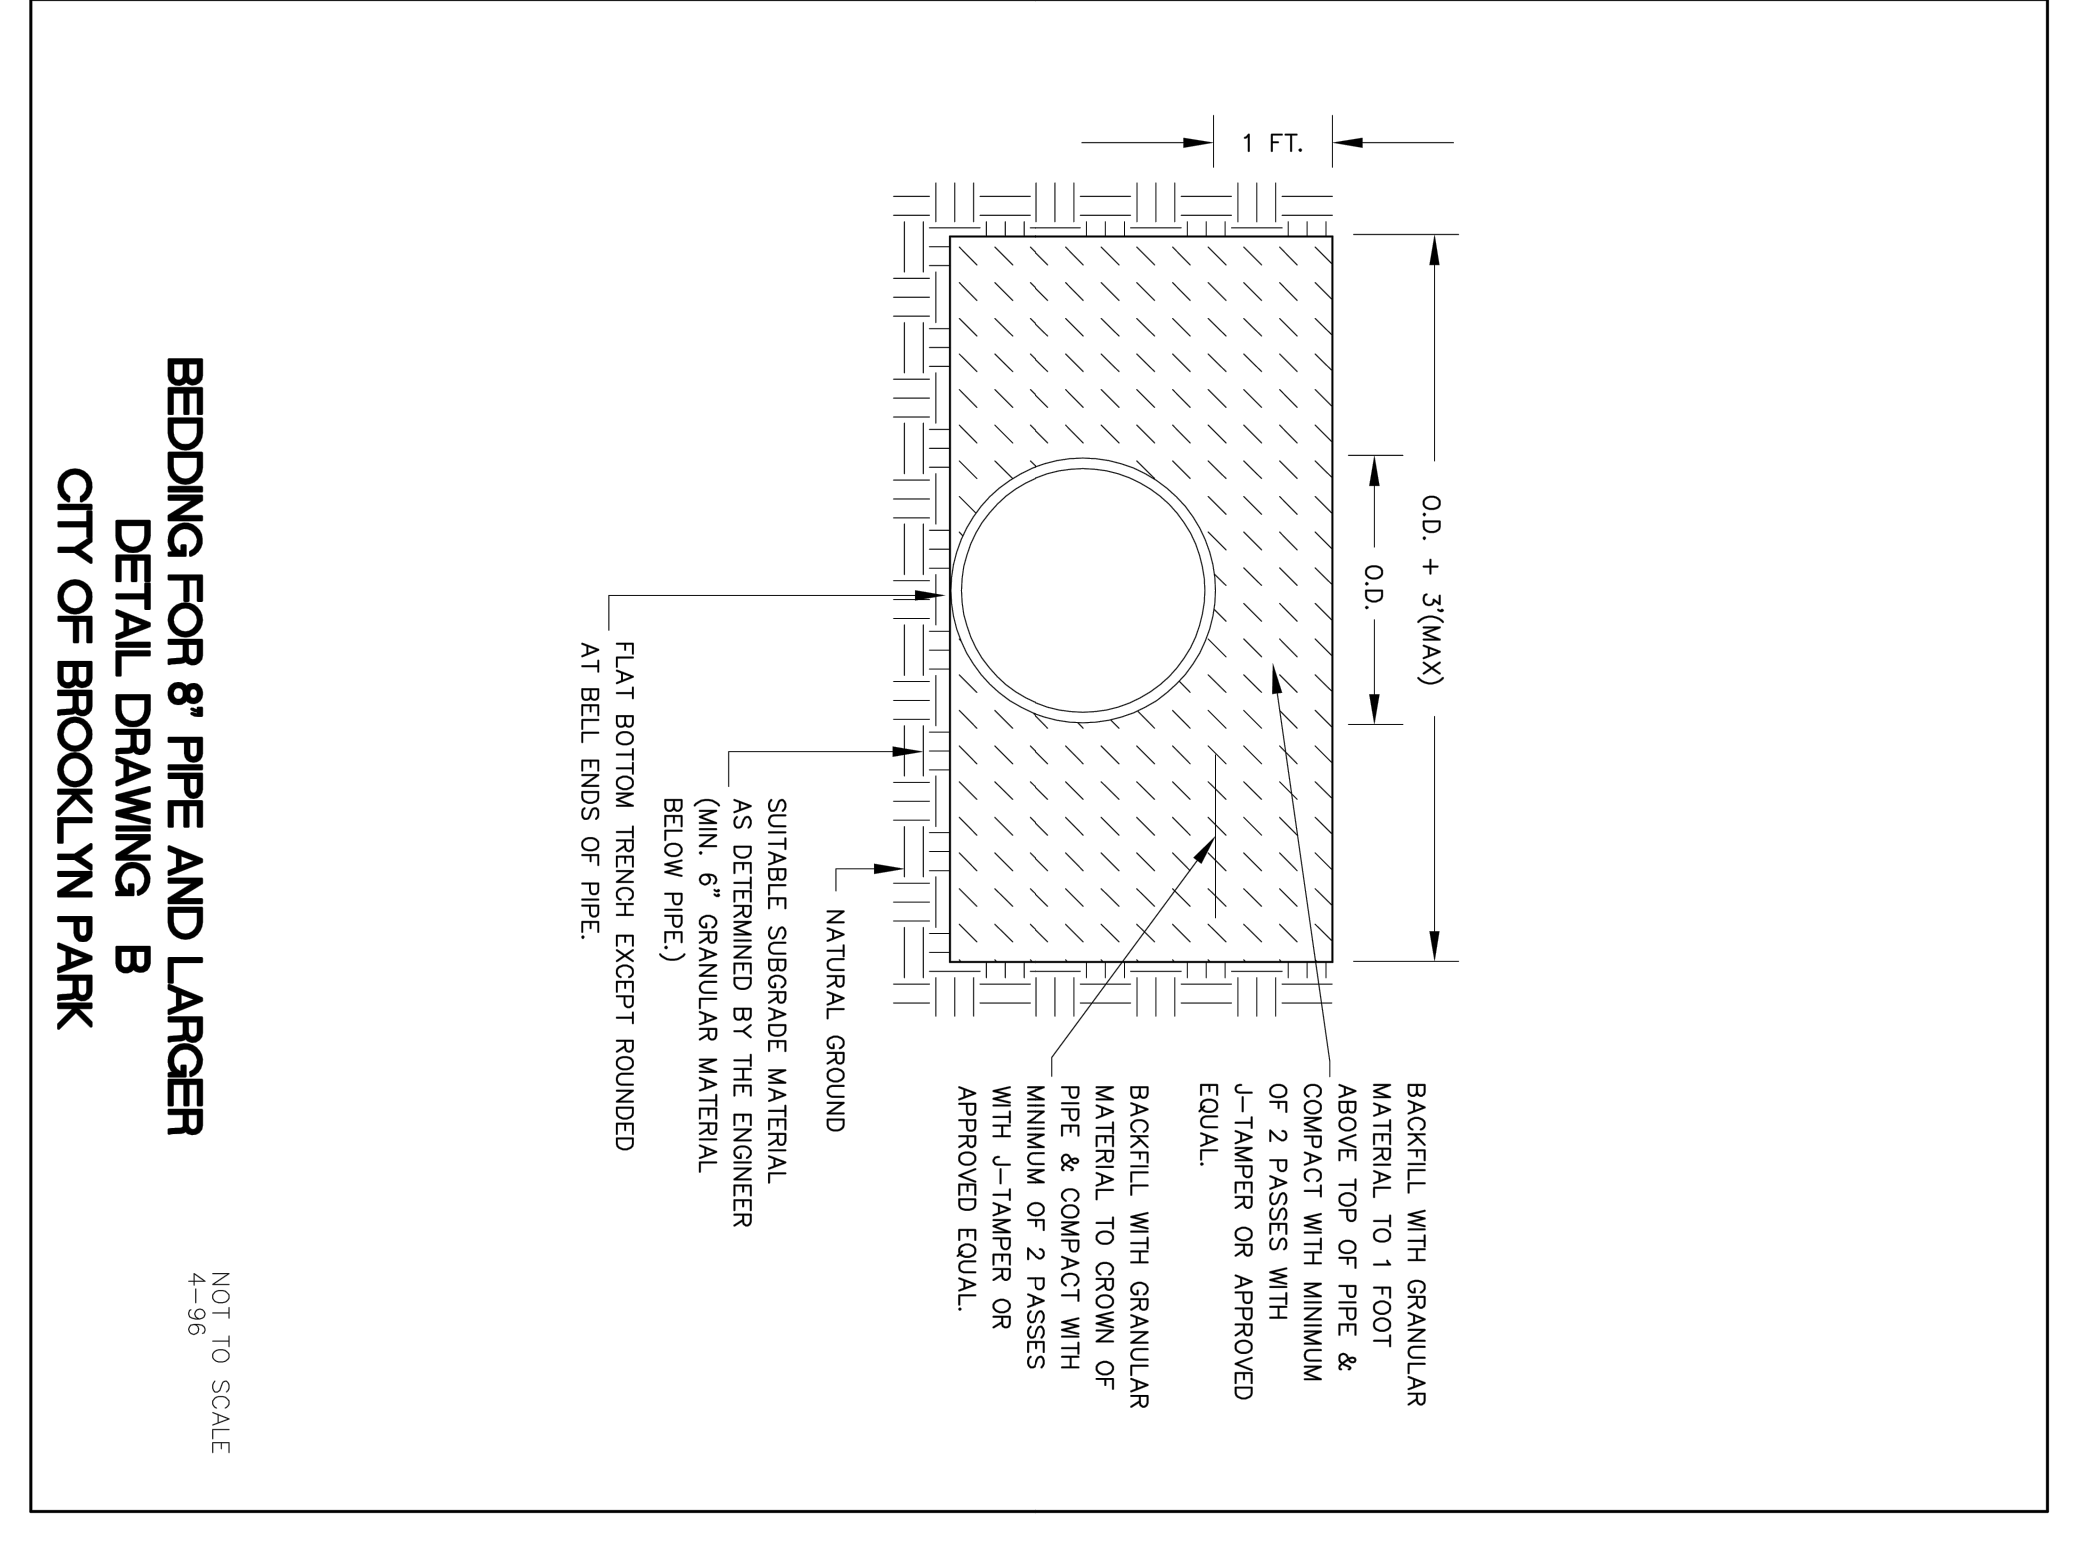 O.D. + 3'(MAX)
O.D.
1 FT.
BACKFILL WITH GRANULAR
MATERIAL TO 1 FOOT
ABOVE TOP OF PIPE &
COMPACT WITH MINIMUM
OF 2 PASSES WITH
J-TAMPER OR APPROVED
EQUAL.
BACKFILL WITH GRANULAR
MATERIAL TO CROWN OF
PIPE & COMPACT WITH
MINIMUM OF 2 PASSES
WITH J-TAMPER OR
APPROVED EQUAL.
NATURAL GROUND
SUITABLE SUBGRADE MATERIAL
AS DETERMINED BY THE ENGINEER
(MIN. 6" GRANULAR MATERIAL
BELOW PIPE.)
FLAT BOTTOM TRENCH EXCEPT ROUNDED
AT BELL ENDS OF PIPE.
NOT TO SCALE
4-96
BEDDING FOR 8" PIPE AND LARGER
DETAIL DRAWING B
CITY OF BROOKLYN PARK